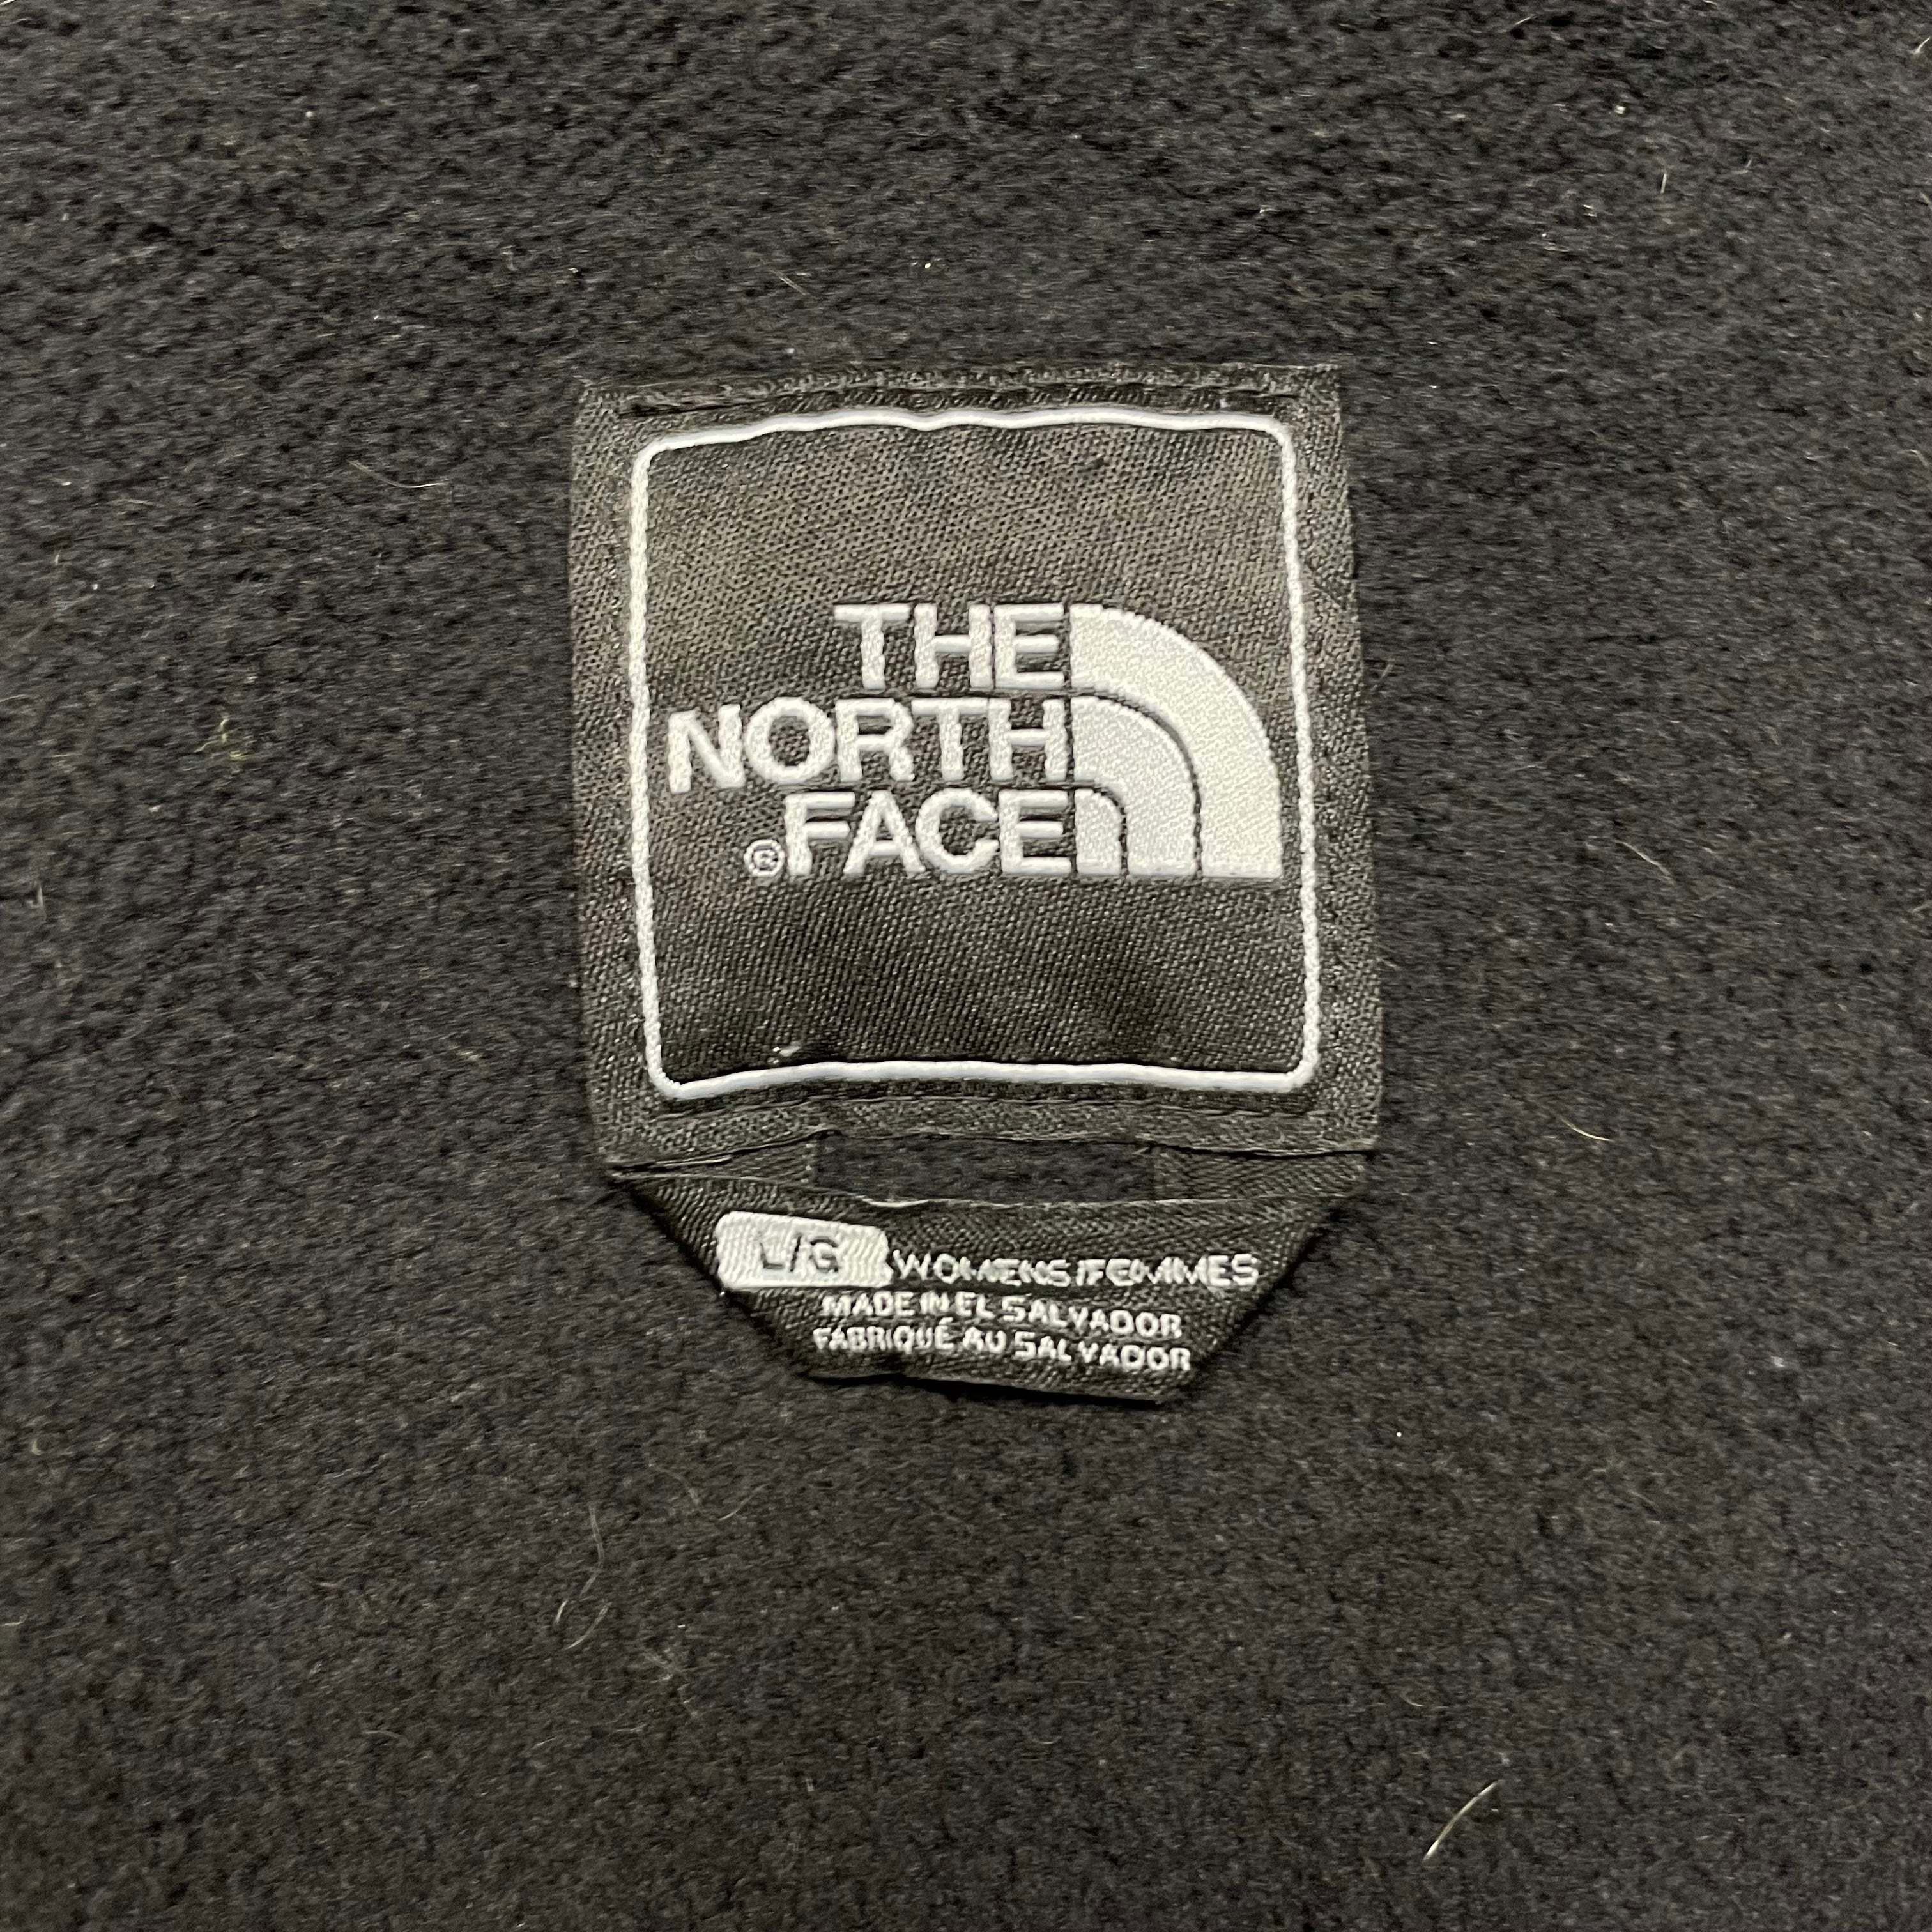 THE
NORTH
®FACE
L/G WOMENS/FEMMES
MADE IN EL SALVADOR
FABRIQUÉ AU SALVADOR